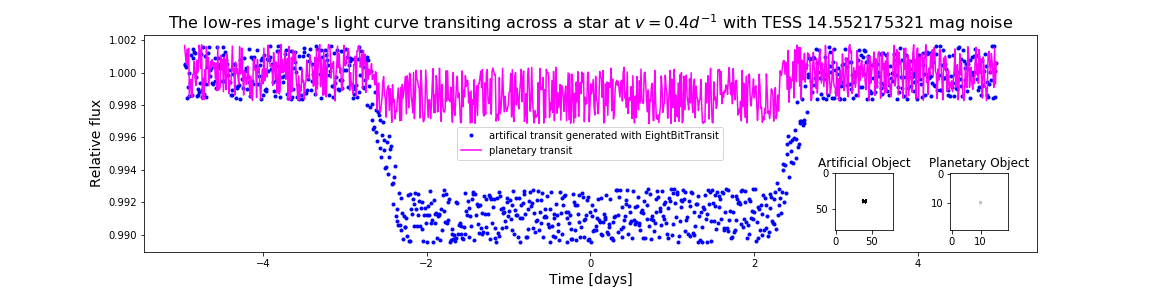 The low-res image's light curve transiting across a star at v = 0.4d⁻¹ with TESS 14.552175321 mag noise
1.002
1.000
0.998
0.996
0.994
0.992
0.990
Relative flux
artifical transit generated with EightBitTransit
planetary transit
Artificial Object
0
50
0 50
Planetary Object
0
10
0 10
−4 −2 0 2 4
Time [days]